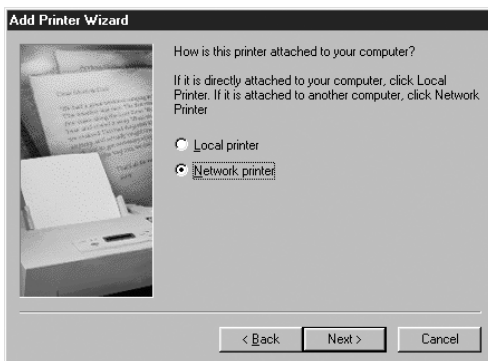 Add Printer Wizard
How is this printer attached to your computer?
If it is directly attached to your computer, click Local
Printer. If it is attached to another computer, click Network
Printer
Local printer
Network printer
< Back
Next >
Cancel